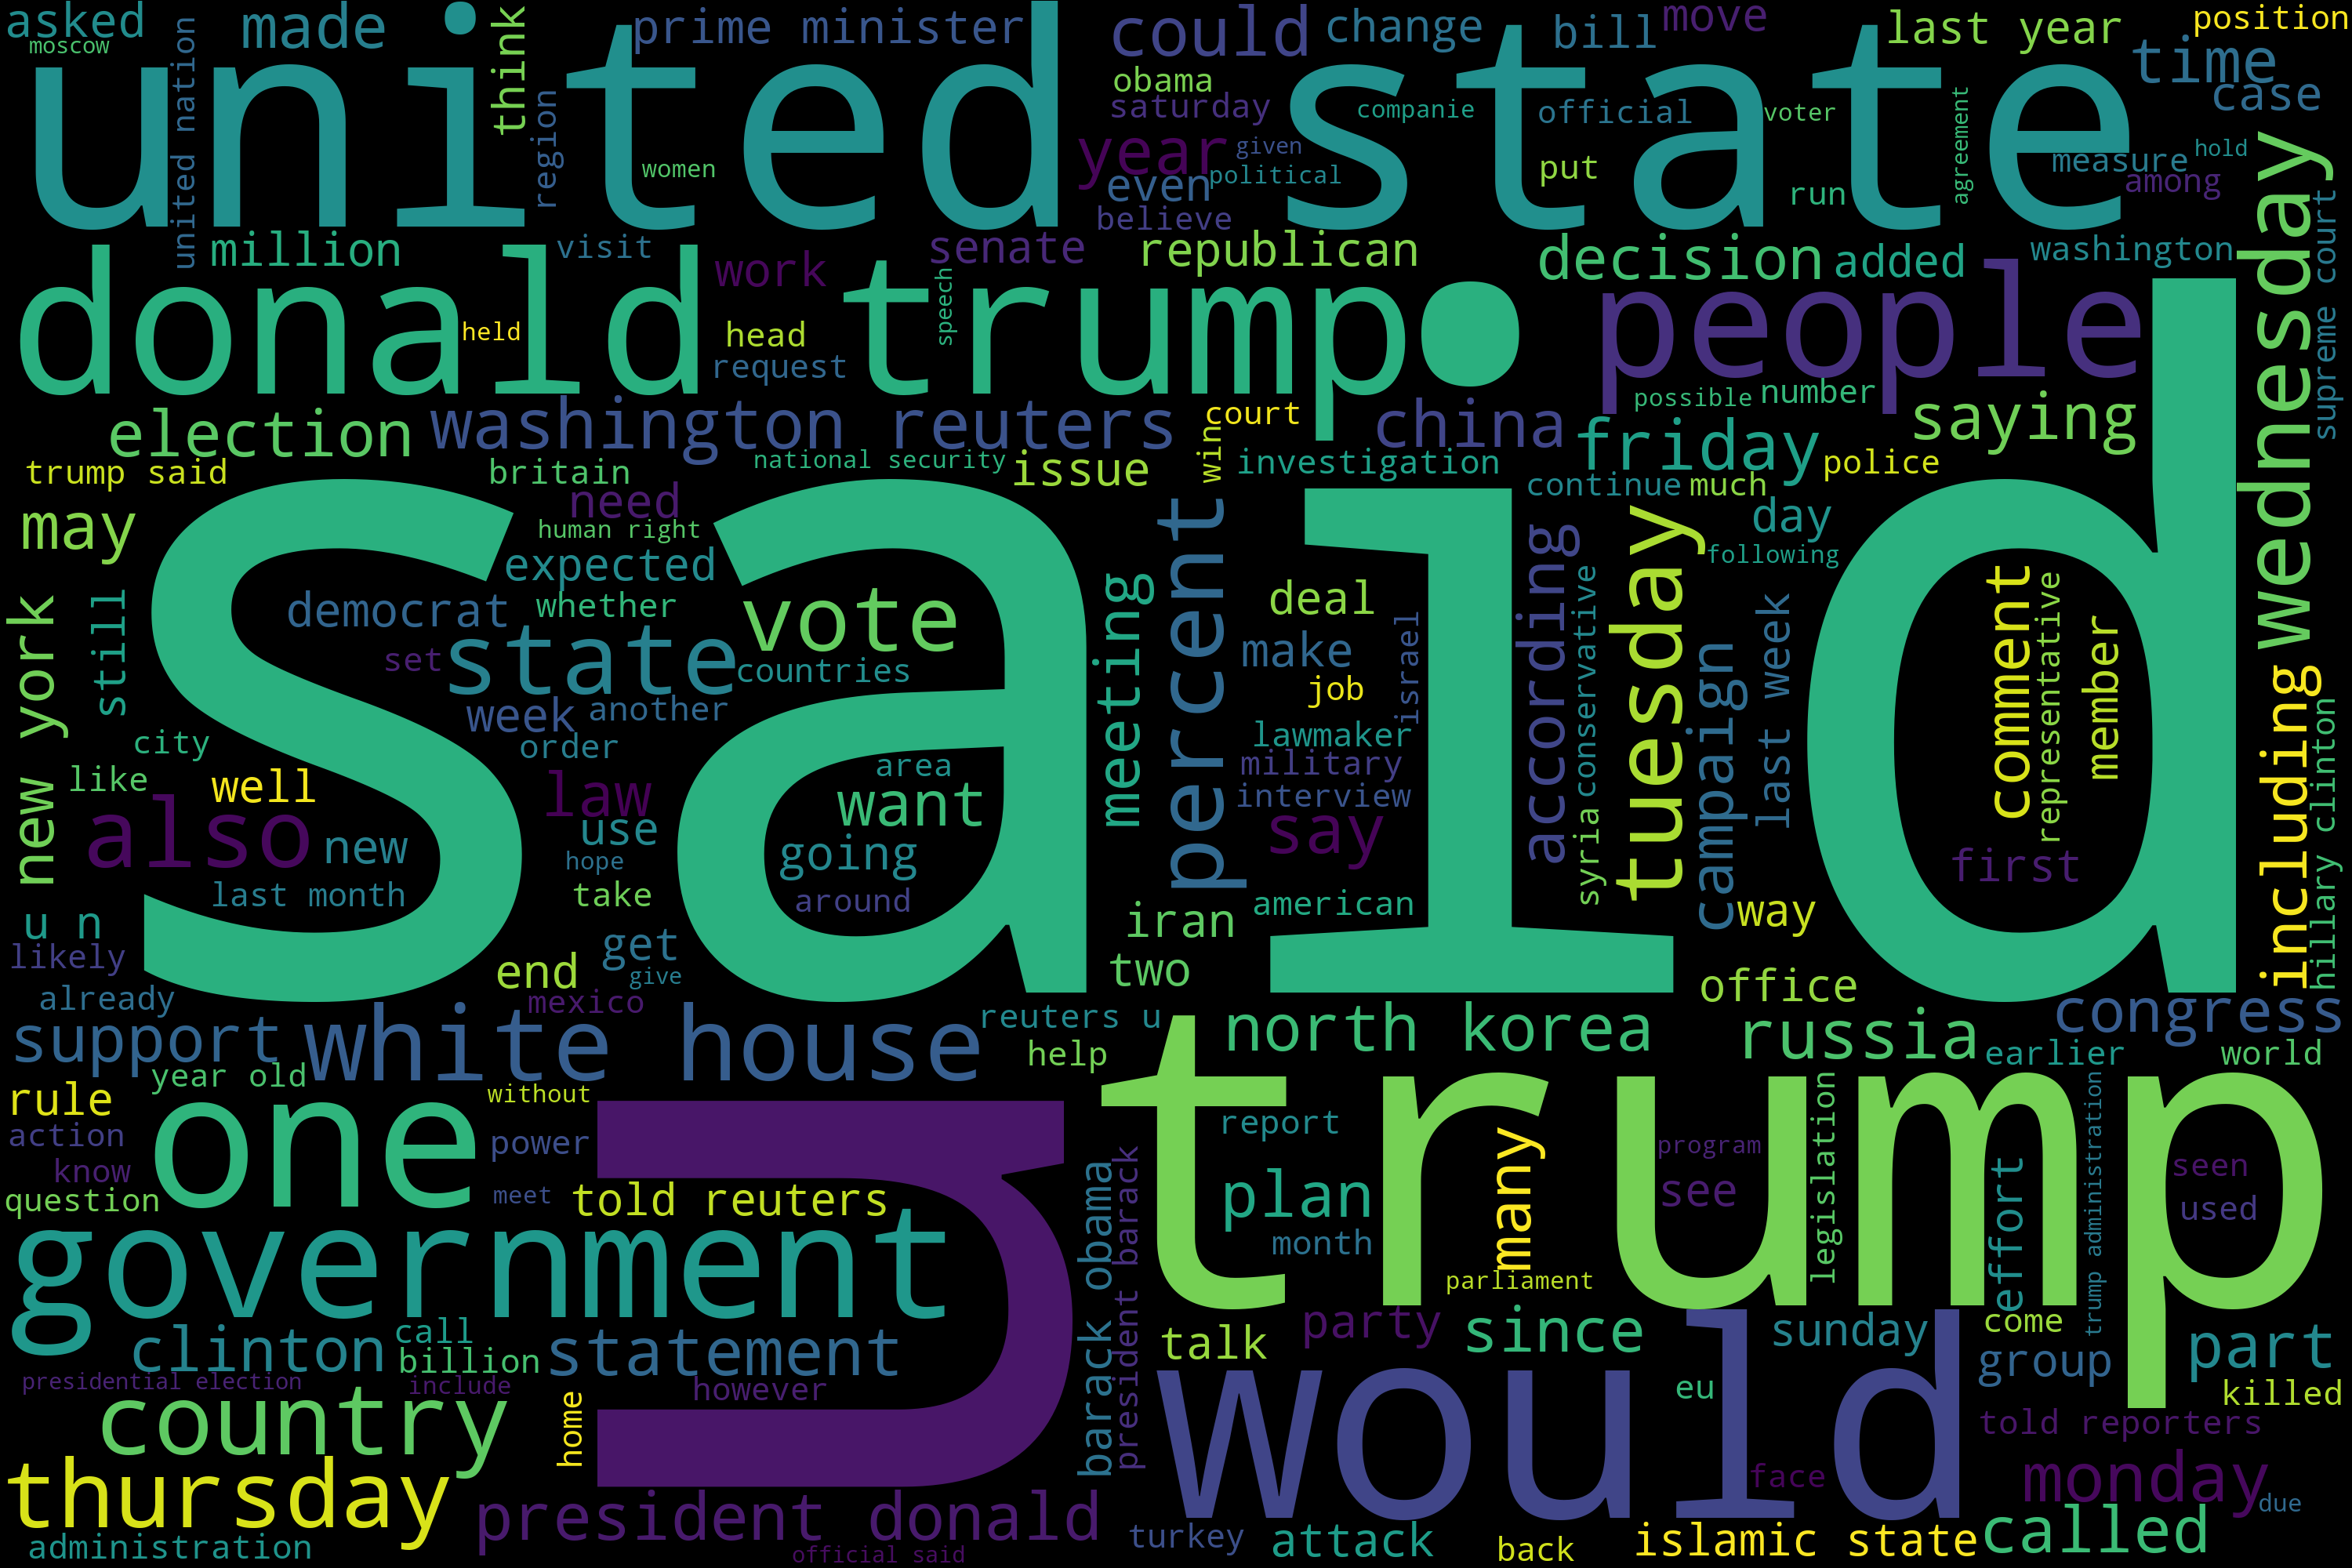 asked
made
think
prime minister
could
change
bill
move
last year
position
moscow
united state
time
obama
saturday
companie
official
voter
case
united nation
region
women
year
given
political
even
believe
put
run
agreement
measure
hold
among
million
visit
work
senate
republican
decision
added
washington
wednesday
supreme court
donald trump
people
held
head
request
speech
possible
number
election
washington reuters
court
china
friday
saying
trump said
britain
national security
issue
win
investigation
police
continue
much
said
may
need
human right
expected
day
following
democrat
whether
vote
state
set
countries
meeting
percent
deal
make
job
israel
according
conservative
tuesday
campaign
last week
comment
representative
member
new york
still
week
another
order
city
like
well
also
new
law
use
hope
area
want
going
lawmaker
military
interview
say
syria
first
including
hillary clinton
last month
take
around
american
way
u n
likely
already
end
get
give
iran
two
office
mexico
support
white house
reuters u
help
north korea
russia
congress
earlier
world
year old
without
rule
action
know
question
one
power
meet
told reuters
u
trump
report
plan
month
many
see
program
legislation
effort
trump administration
seen
used
government
barack obama
president barack
parliament
clinton
call
billion
statement
talk
party
since
sunday
come
group
part
presidential election
include
however
eu
killed
country
home
would
told reporters
thursday
face
monday
due
president donald
administration
official said
turkey
attack
back
islamic state
called